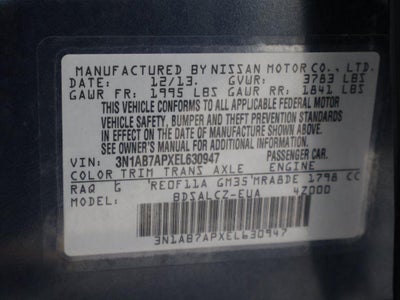 MANUFACTURED BY NISSAN MOTOR CO., LTD.
DATE: 12/13. GVWR: 3783 LBS
GAWR FR: 1995 LBS GAWR RR: 1841 LBS
THIS VEHICLE CONFORMS TO ALL APPLICABLE FEDERAL MOTOR
VEHICLE SAFETY, BUMPER AND THEFT PREVENTION STANDARDS
IN EFFECT ON THE DATE OF MANUFACTURE SHOWN ABOVE.
SEE OWNER'S MANUAL FOR ADDITIONAL INFORMATION.
VEHICLE VIN: 3N1AB7APXEL630947 PASSENGER CAR.
COLOR TRIM TRANS AXLE ENGINE
RAQ G RE0F11A GM35 MRA8DE 1798 CC
MODEL: BDSALCZ-EUA 4Z000
3N1AB7APXEL630947